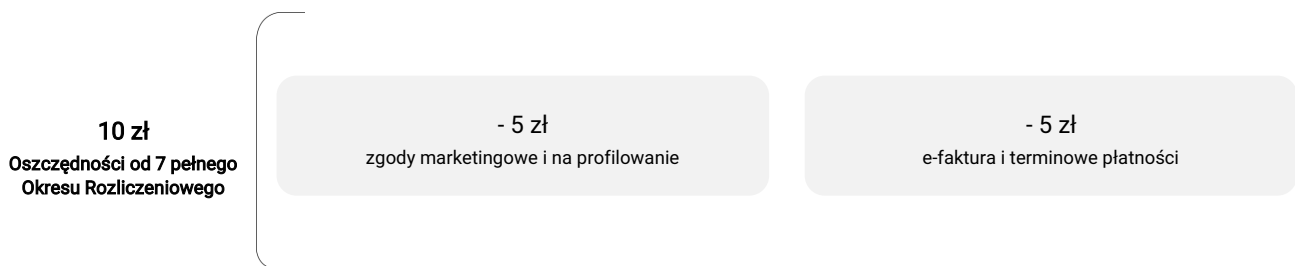 10 zł
Oszczędności od 7 pełnego
Okresu Rozliczeniowego
- 5 zł
zgody marketingowe i na profilowanie
- 5 zł
e-faktura i terminowe płatności